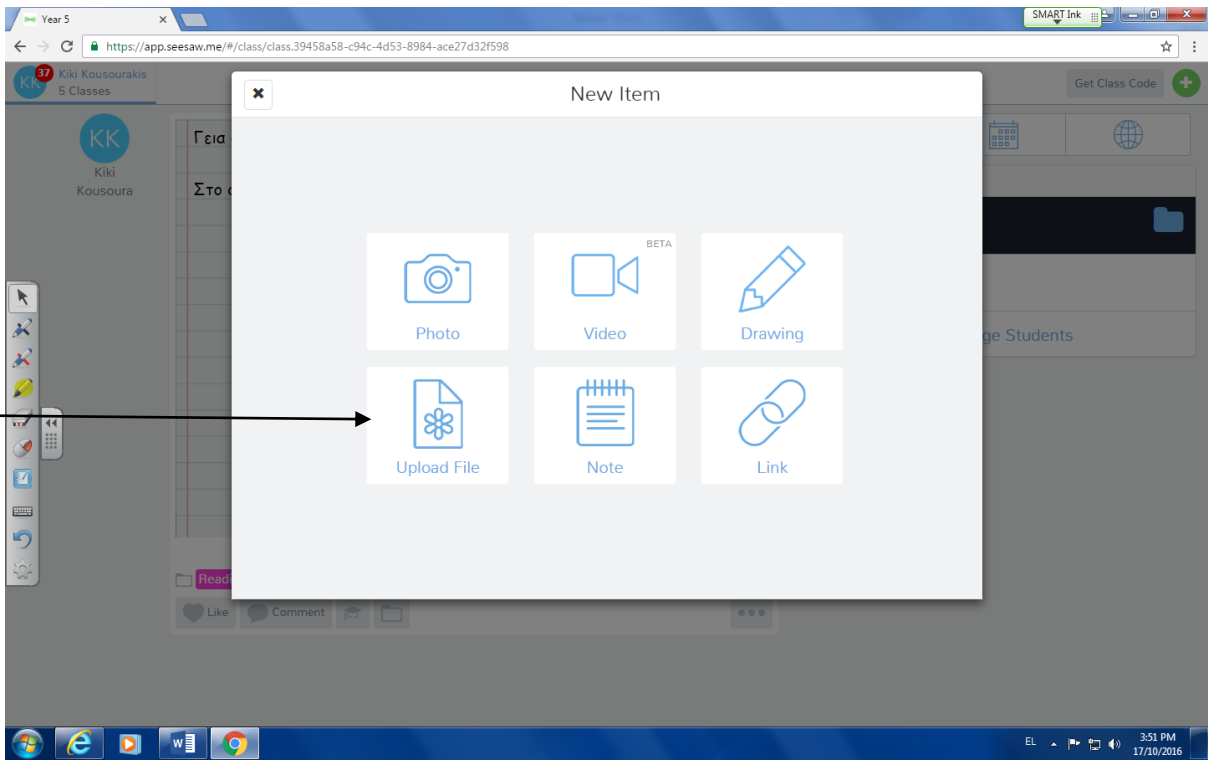 Year 5
SMART Ink
https://app.seesaw.me/#/class/class.39458a58-c94c-4d53-8984-ace27d32f598
37
KK
Kiki Kousourakis
5 Classes
New Item
Get Class Code
KK
Kiki
Kousoura
Γεια
Στο
BETA
Photo
Video
Drawing
Upload File
Note
Link
ge Students
Readi
Like
Comment
EL
3:51 PM
17/10/2016